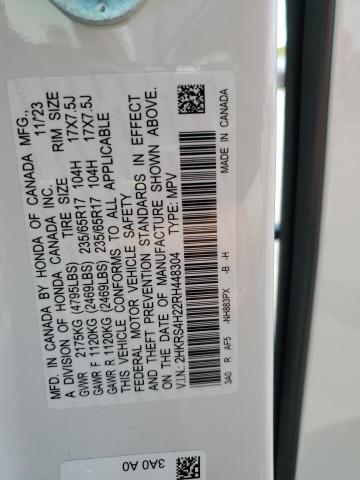 MFD. IN CANADA BY HONDA OF CANADA MFG.,
A DIVISION OF HONDA CANADA INC. 11/23
TIRE SIZE RIM SIZE
GVWR 2175KG (4795LBS)
GAWR F 1120KG (2469LBS) 235/65R17 104H 17X7.5J
GAWR R 1120KG (2469LBS) 235/65R17 104H 17X7.5J
THIS VEHICLE CONFORMS TO ALL APPLICABLE
FEDERAL MOTOR VEHICLE SAFETY
AND THEFT PREVENTION STANDARDS IN EFFECT
ON THE DATE OF MANUFACTURE SHOWN ABOVE.
V.I.N.: 2HKRS4H22RH448304 TYPE: MPV
3A0 R AF5 -NH883PX -B -H MADE IN CANADA
3A0 A0